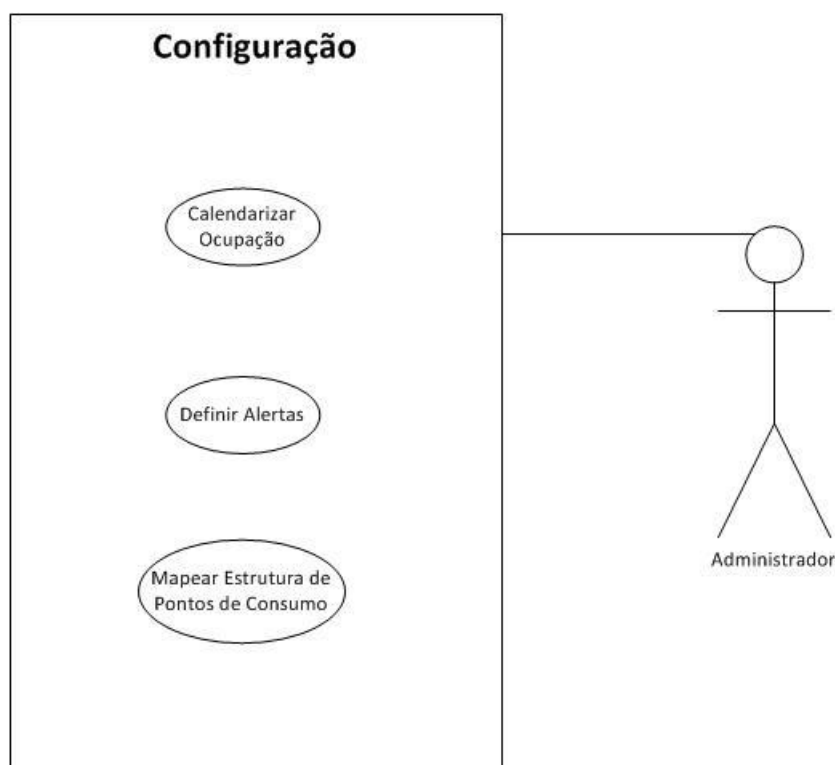 Configuração
Calendarizar
Ocupação
Definir Alertas
Mapear Estrutura de
Pontos de Consumo
Administrador